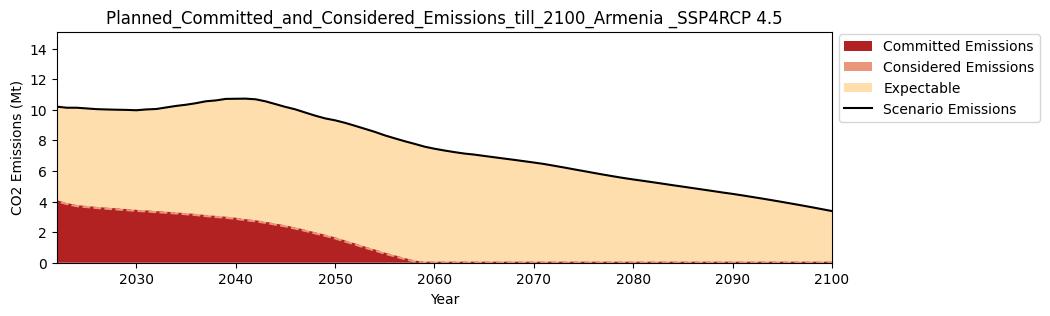 Planned_Committed_and_Considered_Emissions_till_2100_Armenia _SSP4RCP 4.5
Committed Emissions
Considered Emissions
Expectable
Scenario Emissions
CO2 Emissions (Mt)
14
12
10
8
6
4
2
0
2030 2040 2050 2060 2070 2080 2090 2100
Year